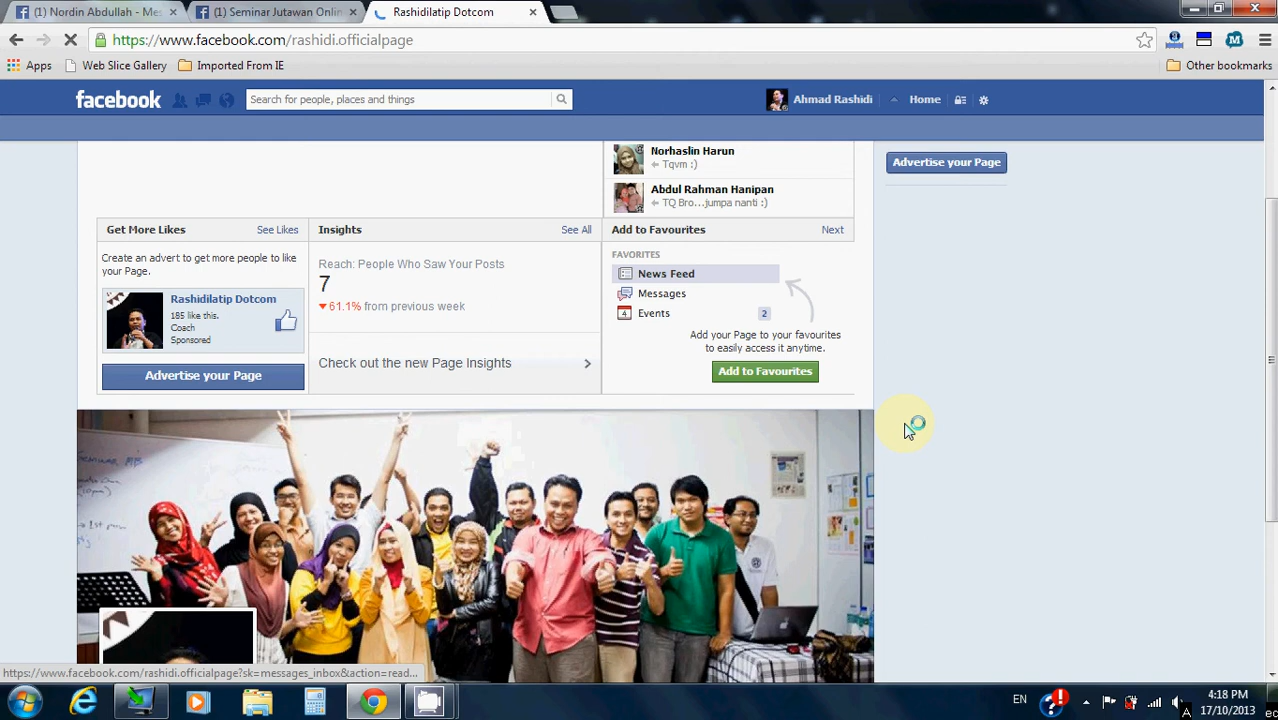 (1) Nordin Abdullah - Mes
(1) Seminar Jutawan Onlin
Rashidilatip Dotcom
https://www.facebook.com/rashidi.officialpage
Apps
Web Slice Gallery
Imported From IE
Other bookmarks
facebook
Search for people, places and things
Ahmad Rashidi
Home
Norhaslin Harun
Tqvm :)
Abdul Rahman Hanipan
TQ Bro...jumpa nanti :)
Advertise your Page
Get More Likes
See Likes
Insights
See All
Add to Favourites
Next
Create an advert to get more people to like
your Page.
Rashidilatip Dotcom
185 like this.
Coach
Sponsored
Advertise your Page
Reach: People Who Saw Your Posts
7
61.1% from previous week
Check out the new Page Insights
FAVORITES
News Feed
Messages
4 Events
2
Add your Page to your favourites
to easily access it anytime.
Add to Favourites
https://www.facebook.com/rashidi.officialpage?sk=messages_inbox&action=read...
EN
4:18 PM
17/10/2013